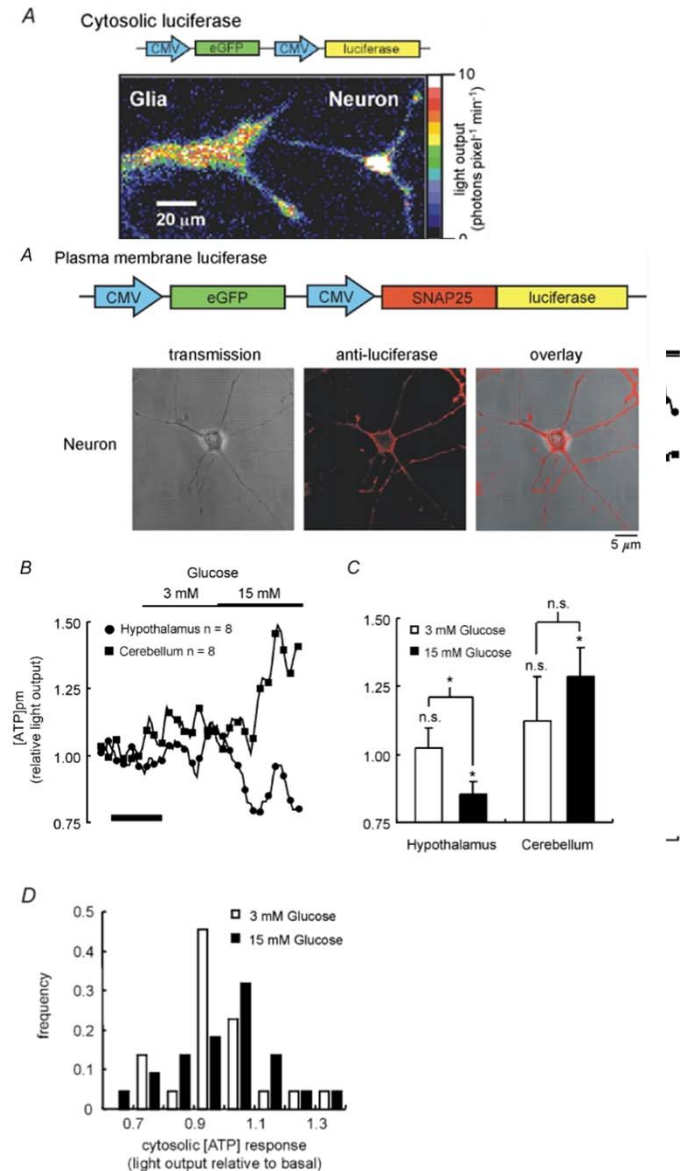 A Cytosolic luciferase
CMV eGFP CMV luciferase
Glia Neuron
20 μm
10
0
light output
(photons pixel⁻¹ min⁻¹)
A Plasma membrane luciferase
CMV eGFP CMV SNAP25 luciferase
transmission anti-luciferase overlay
Neuron
5 μm
B
Glucose
3 mM 15 mM
Hypothalamus n = 8
Cerebellum n = 8
1.50
1.25
1.00
0.75
[ATP]pm
(relative light output)
C
3 mM Glucose
15 mM Glucose
n.s.
n.s. *
*
n.s.
*
1.50
1.25
1.00
0.75
Hypothalamus Cerebellum
D
3 mM Glucose
15 mM Glucose
0.5
0.4
0.3
0.2
0.1
0
frequency
0.7 0.9 1.1 1.3
cytosolic [ATP] response
(light output relative to basal)